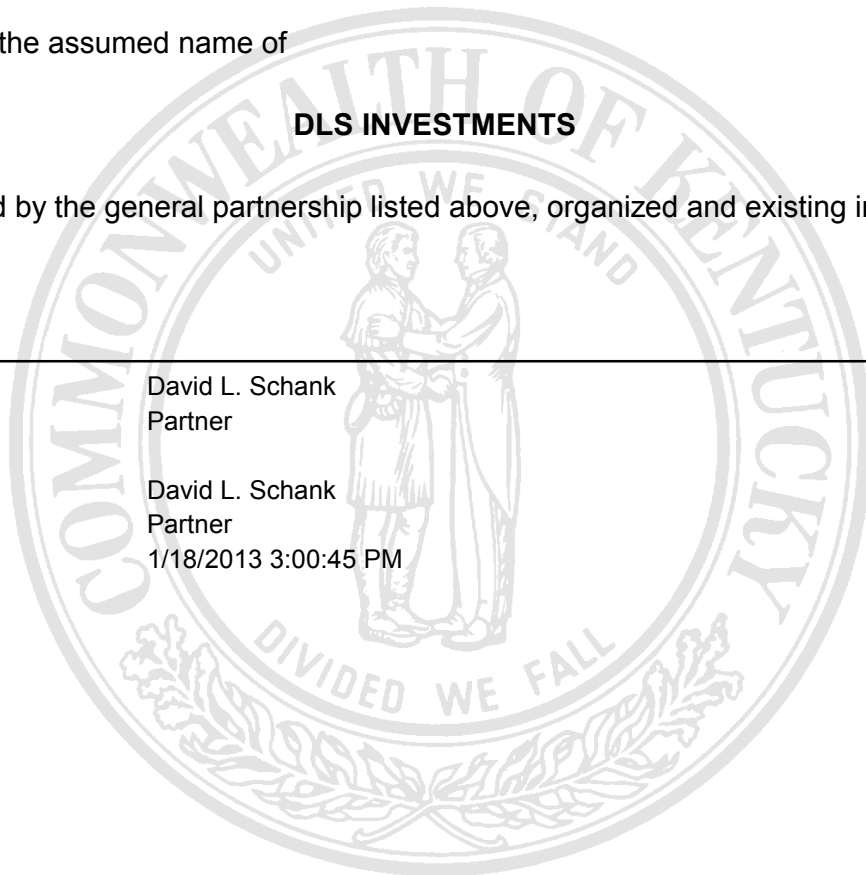 the assumed name of
DLS INVESTMENTS
d by the general partnership listed above, organized and existing i
David L. Schank
Partner
David L. Schank
Partner
1/18/2013 3:00:45 PM
COMMONWEALTH OF KENTUCKY
UNITED WE STAND
DIVIDED WE FALL